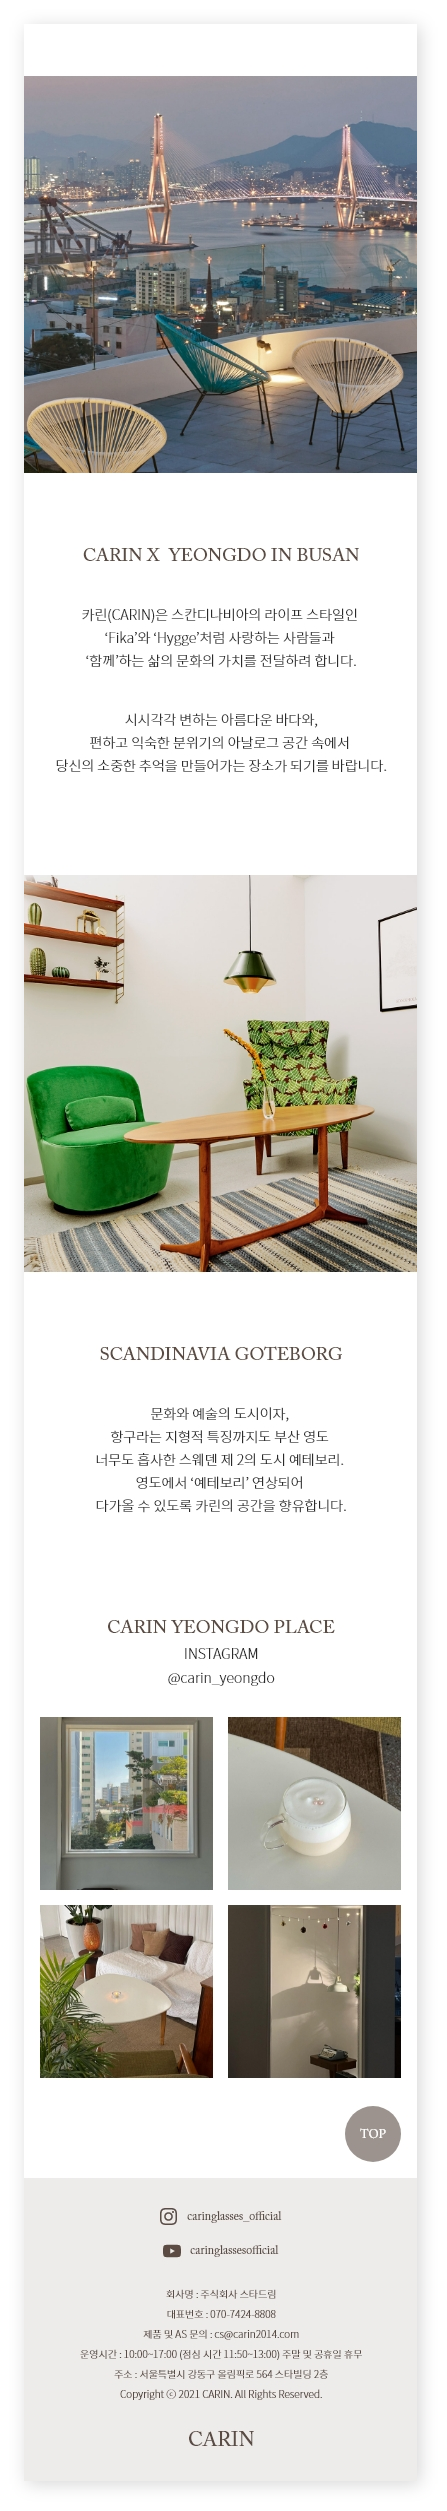 CARIN X YEONGDO IN BUSAN
카린(CARIN)은 스칸디나비아의 라이프 스타일인
‘Fika’와 ‘Hygge’처럼 사랑하는 사람들과
‘함께’하는 삶의 문화의 가치를 전달하려 합니다.
시시각각 변하는 아름다운 바다와,
편하고 익숙한 분위기의 아날로그 공간 속에서
당신의 소중한 추억을 만들어가는 장소가 되기를 바랍니다.
SCANDINAVIA GOTEBORG
문화와 예술의 도시이자,
항구라는 지형적 특징까지도 부산 영도
너무도 흡사한 스웨덴 제 2의 도시 예테보리.
영도에서 ‘예테보리’ 연상되어
다가올 수 있도록 카린의 공간을 향유합니다.
CARIN YEONGDO PLACE
INSTAGRAM
@carin_yeongdo
TOP
caringlasses_official
caringlassesofficial
회사명 : 주식회사 스타드림
대표번호 : 070-7424-8808
제품 및 AS 문의 : cs@carin2014.com
운영시간 : 10:00~17:00 (점심 시간 11:50~13:00) 주말 및 공휴일 휴무
주소 : 서울특별시 강동구 올림픽로 564 스타빌딩 2층
Copyright ⓒ 2021 CARIN. All Rights Reserved.
CARIN